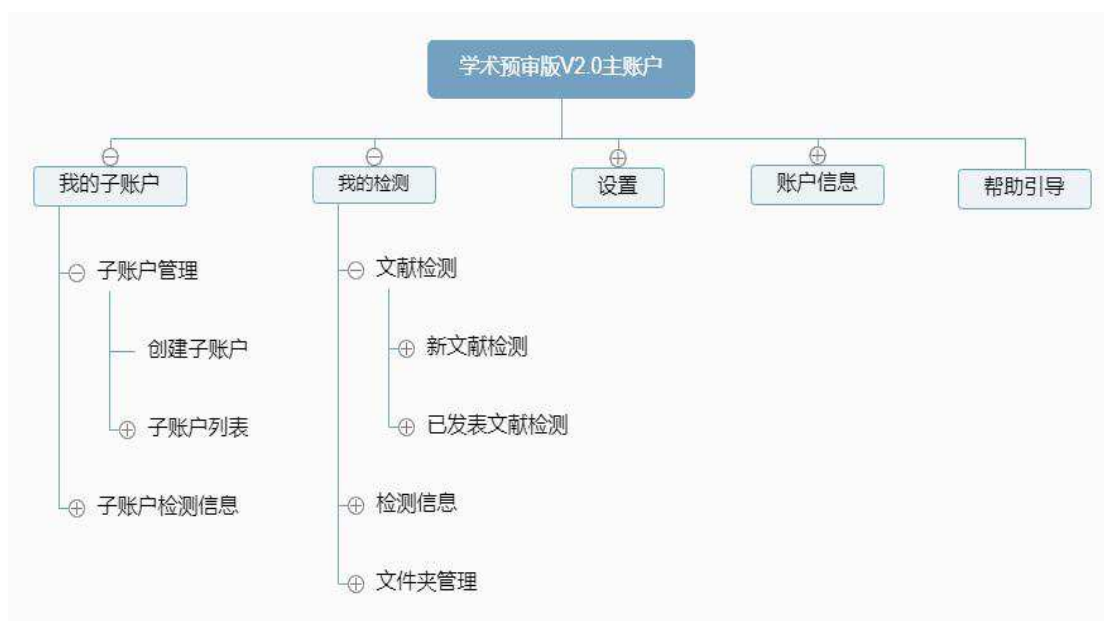 学术预审版V2.0主账户
我的子账户
我的检测
设置
账户信息
帮助引导
子账户管理
创建子账户
子账户列表
子账户检测信息
文献检测
新文献检测
已发表文献检测
检测信息
文件夹管理